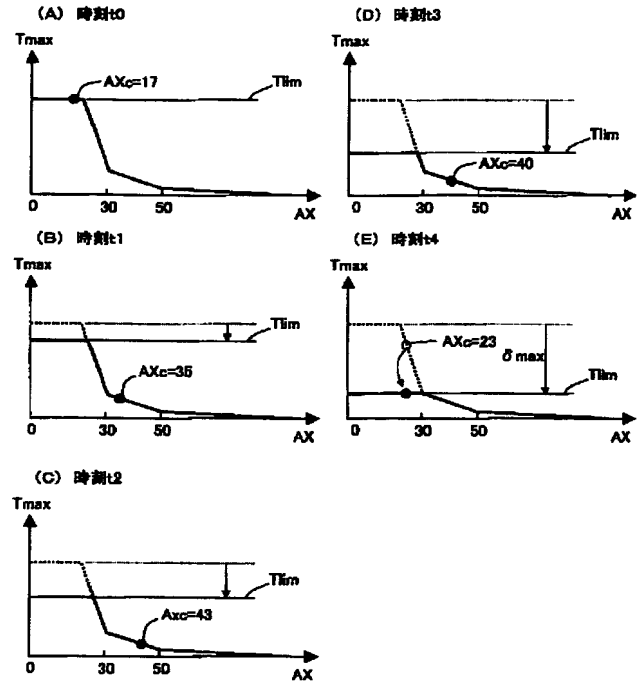 (A) 時刻t0
Tmax
AXc=17
Tlim
0
30
50
AX
(B) 時刻t1
Tmax
Tlim
AXc=35
0
30
50
AX
(C) 時刻t2
Tmax
Tlim
Axc=43
0
30
50
AX
(D) 時刻t3
Tmax
Tlim
AXc=40
0
30
50
AX
(E) 時刻t4
Tmax
AXc=23
δmax
Tlim
0
30
50
AX